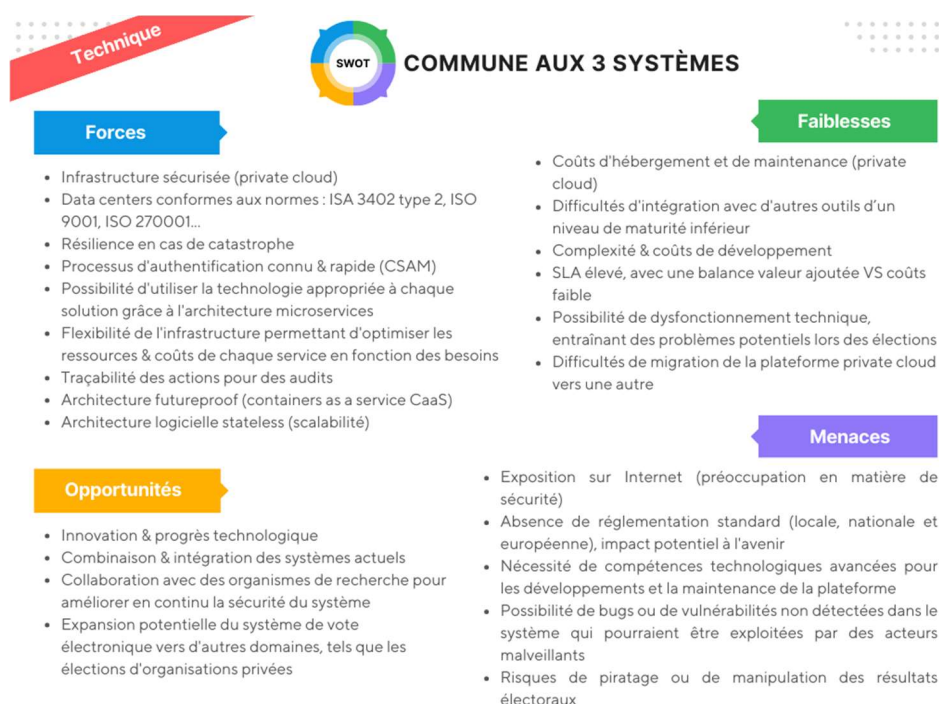 Technique
SWOT
COMMUNE AUX 3 SYSTÈMES
Forces
Infrastructure sécurisée (private cloud)
Data centers conformes aux normes : ISA 3402 type 2, ISO
9001, ISO 270001...
Résilience en cas de catastrophe
Processus d'authentification connu & rapide (CSAM)
Possibilité d'utiliser la technologie appropriée à chaque
solution grâce à l'architecture microservices
Flexibilité de l'infrastructure permettant d'optimiser les
ressources & coûts de chaque service en fonction des besoins
Traçabilité des actions pour des audits
Architecture futureproof (containers as a service CaaS)
Architecture logicielle stateless (scalabilité)
Faiblesses
Coûts d'hébergement et de maintenance (private
cloud)
Difficultés d'intégration avec d'autres outils d’un
niveau de maturité inférieur
Complexité & coûts de développement
SLA élevé, avec une balance valeur ajoutée VS coûts
faible
Possibilité de dysfonctionnement technique,
entraînant des problèmes potentiels lors des élections
Difficultés de migration de la plateforme private cloud
vers une autre
Opportunités
Innovation & progrès technologique
Combinaison & intégration des systèmes actuels
Collaboration avec des organismes de recherche pour
améliorer en continu la sécurité du système
Expansion potentielle du système de vote
électronique vers d'autres domaines, tels que les
élections d'organisations privées
Menaces
Exposition sur Internet (préoccupation en matière de
sécurité)
Absence de réglementation standard (locale, nationale et
européenne), impact potentiel à l'avenir
Nécessité de compétences technologiques avancées pour
les développements et la maintenance de la plateforme
Possibilité de bugs ou de vulnérabilités non détectées dans le
système qui pourraient être exploitées par des acteurs
malveillants
Risques de piratage ou de manipulation des résultats
électoraux